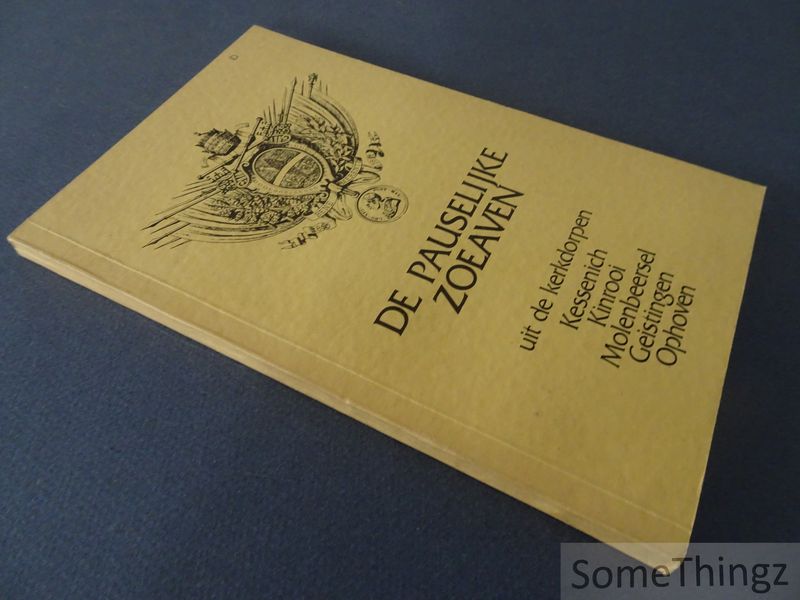 DE PAUSELIJKE
ZOEAVEN
uit de kerkdorpen
Kessenich
Kinrooi
Molenbeersel
Geistingen
Ophoven
SomeThingz